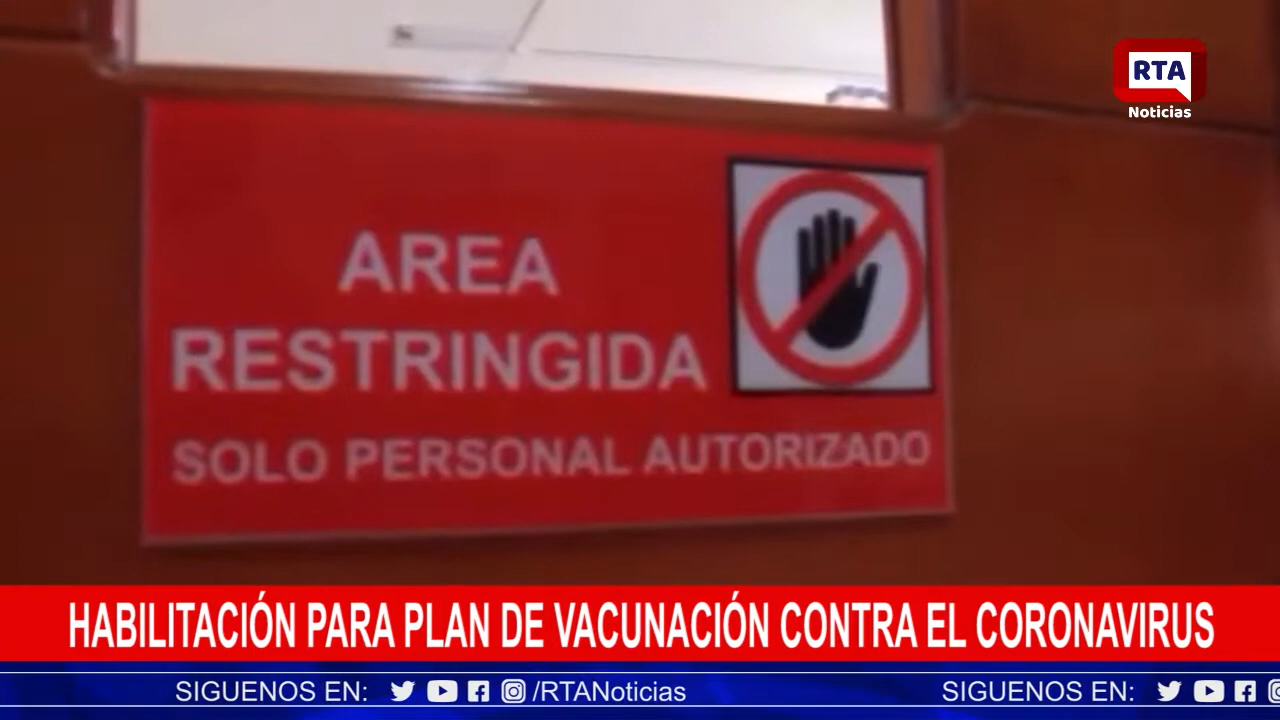 RTA
Noticias
AREA
RESTRINGIDA
SOLO PERSONAL AUTORIZADO
HABILITACIÓN PARA PLAN DE VACUNACIÓN CONTRA EL CORONAVIRUS
SIGUENOS EN: /RTANoticias SIGUENOS EN: